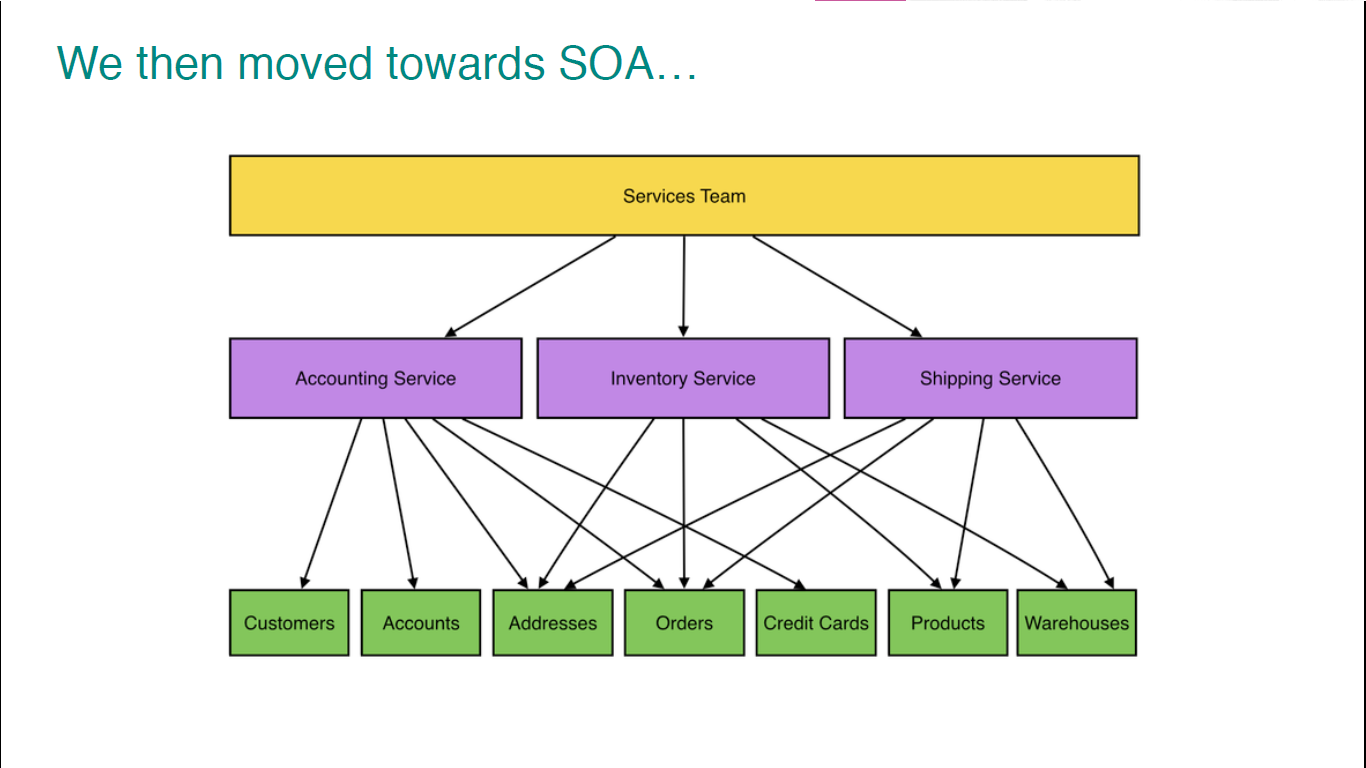 We then moved towards SOA…
Services Team
Accounting Service
Inventory Service
Shipping Service
Customers
Accounts
Addresses
Orders
Credit Cards
Products
Warehouses